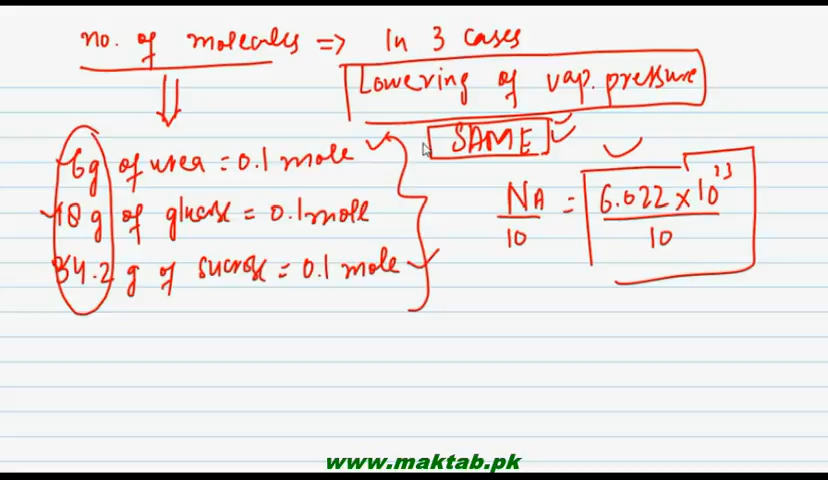 no. of molecules => In 3 cases
Lowering of vap. pressure
SAME
6g of urea = 0.1 mole
18 g of glucose = 0.1 mole
34.2 g of sucrose = 0.1 mole
NA/10 = 6.022 × 10²³/10
www.maktab.pk